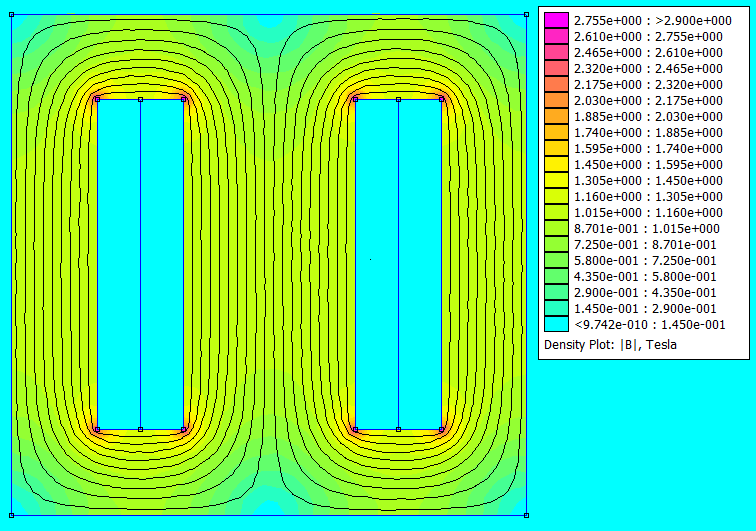 2.755e+000 : >2.900e+000
2.610e+000 : 2.755e+000
2.465e+000 : 2.610e+000
2.320e+000 : 2.465e+000
2.175e+000 : 2.320e+000
2.030e+000 : 2.175e+000
1.885e+000 : 2.030e+000
1.740e+000 : 1.885e+000
1.595e+000 : 1.740e+000
1.450e+000 : 1.595e+000
1.305e+000 : 1.450e+000
1.160e+000 : 1.305e+000
1.015e+000 : 1.160e+000
8.701e-001 : 1.015e+000
7.250e-001 : 8.701e-001
5.800e-001 : 7.250e-001
4.350e-001 : 5.800e-001
2.900e-001 : 4.350e-001
1.450e-001 : 2.900e-001
<9.742e-010 : 1.450e-001
Density Plot: |B|, Tesla